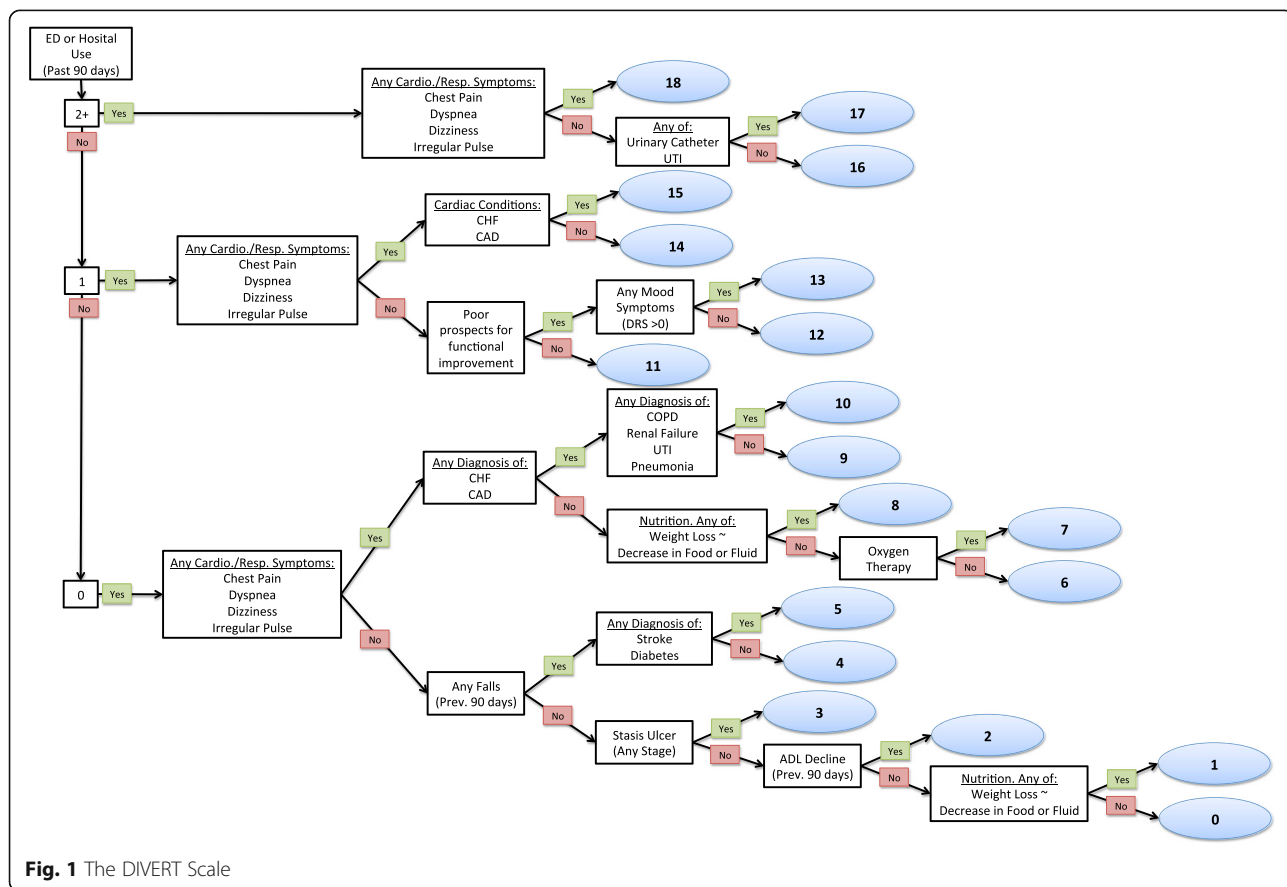 ED or Hosital
Use
(Past 90 days)
2+
Yes
No
Any Cardio./Resp. Symptoms:
Chest Pain
Dyspnea
Dizziness
Irregular Pulse
Yes
No
18
Any of:
Urinary Catheter
UTI
Yes
No
17
16
1
Yes
No
Any Cardio./Resp. Symptoms:
Chest Pain
Dyspnea
Dizziness
Irregular Pulse
Yes
No
Cardiac Conditions:
CHF
CAD
Yes
No
15
14
Poor
prospects for
functional
improvement
Yes
No
Any Mood
Symptoms
(DRS >0)
Yes
No
13
12
11
0
Yes
Any Cardio./Resp. Symptoms:
Chest Pain
Dyspnea
Dizziness
Irregular Pulse
Yes
No
Any Diagnosis of:
CHF
CAD
Yes
No
Any Diagnosis of:
COPD
Renal Failure
UTI
Pneumonia
Yes
No
10
9
Nutrition. Any of:
Weight Loss ~
Decrease in Food or Fluid
Yes
No
8
Oxygen
Therapy
Yes
No
7
6
Any Falls
(Prev. 90 days)
Yes
No
Any Diagnosis of:
Stroke
Diabetes
Yes
No
5
4
Stasis Ulcer
(Any Stage)
Yes
No
3
ADL Decline
(Prev. 90 days)
Yes
No
2
Nutrition. Any of:
Weight Loss ~
Decrease in Food or Fluid
Yes
No
1
0
Fig. 1 The DIVERT Scale